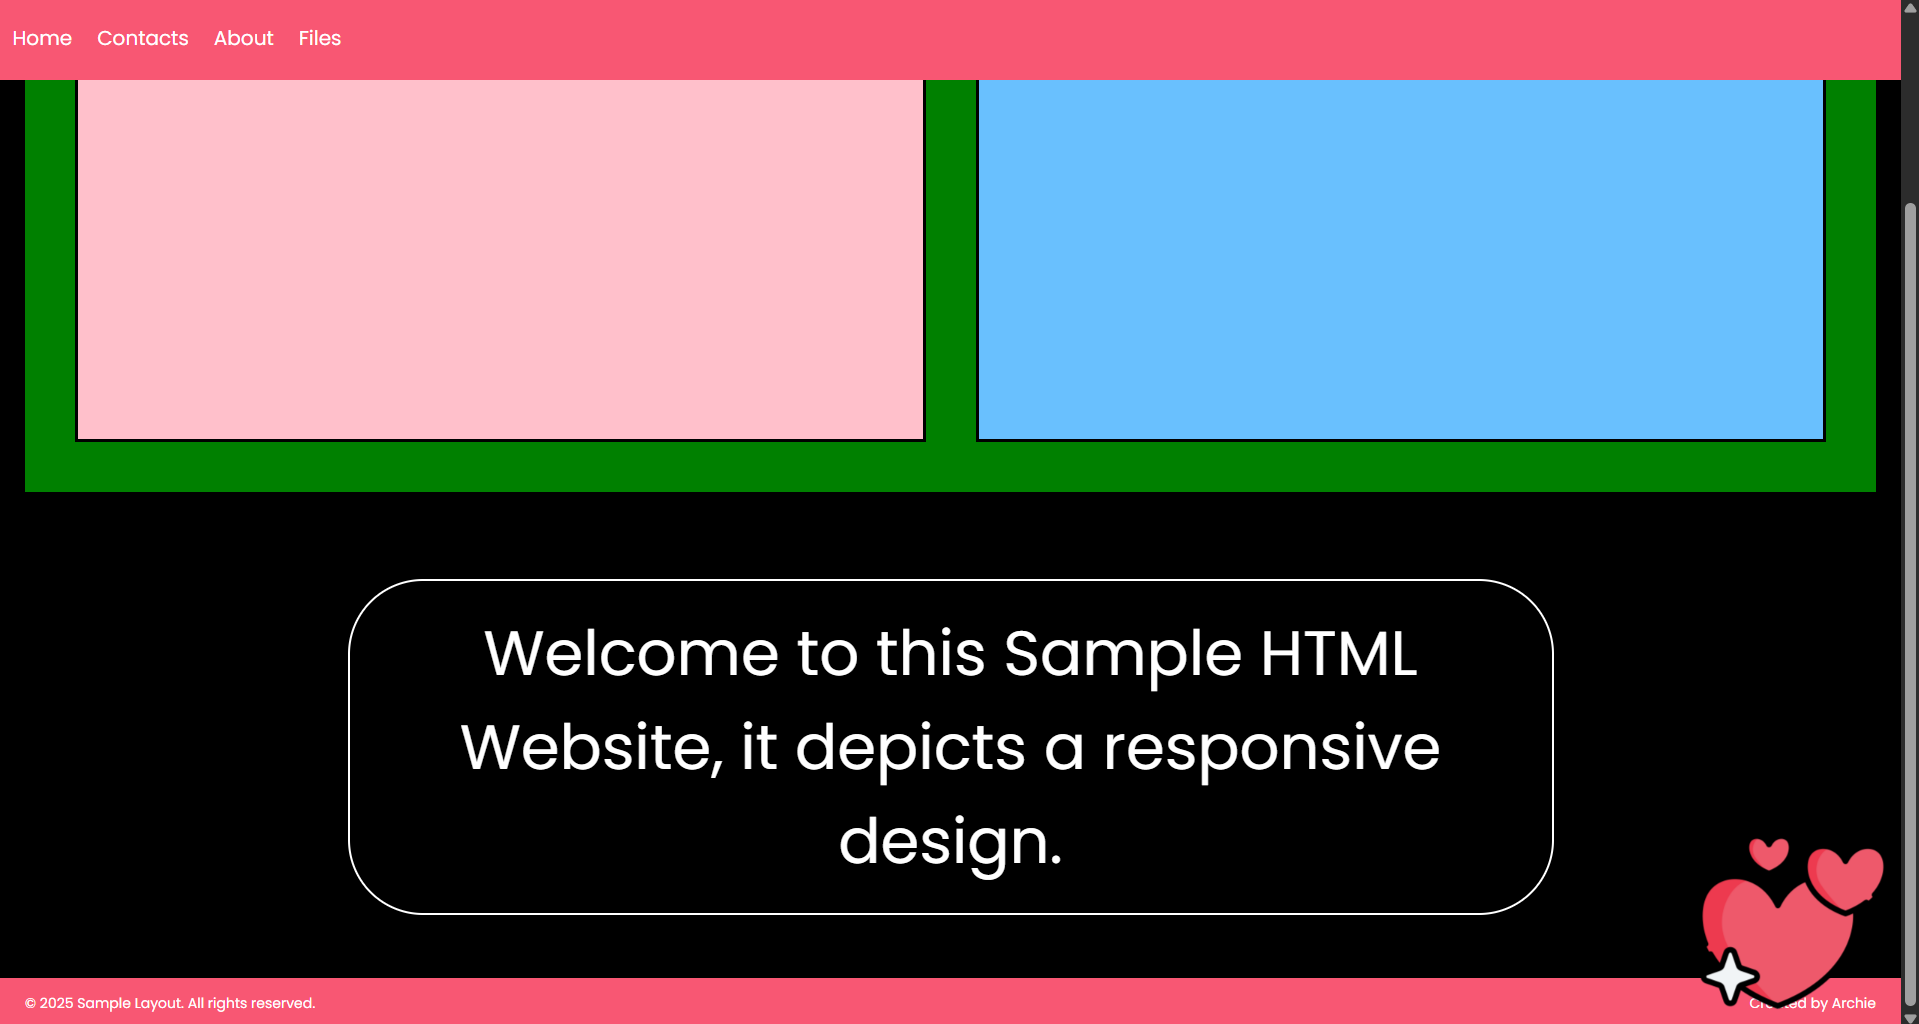 Home Contacts About Files
Welcome to this Sample HTML
Website, it depicts a responsive
design.
© 2025 Sample Layout. All rights reserved.
by Archie